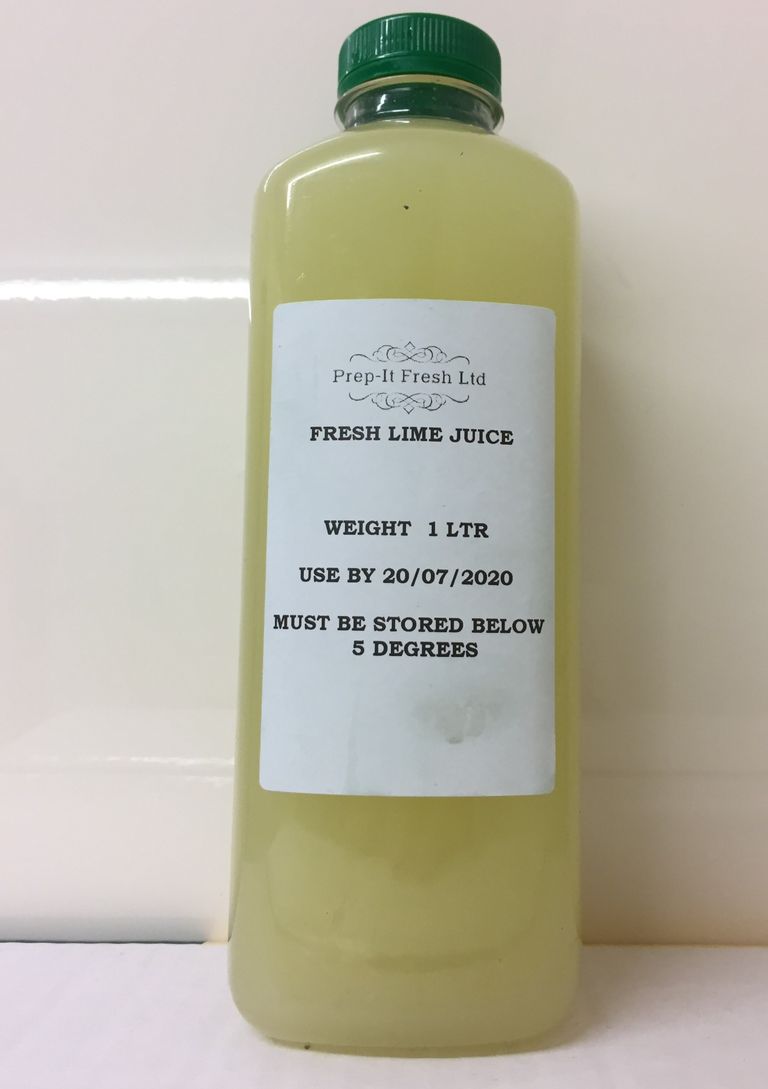 Prep-It Fresh Ltd
FRESH LIME JUICE
WEIGHT 1 LTR
USE BY 20/07/2020
MUST BE STORED BELOW
5 DEGREES